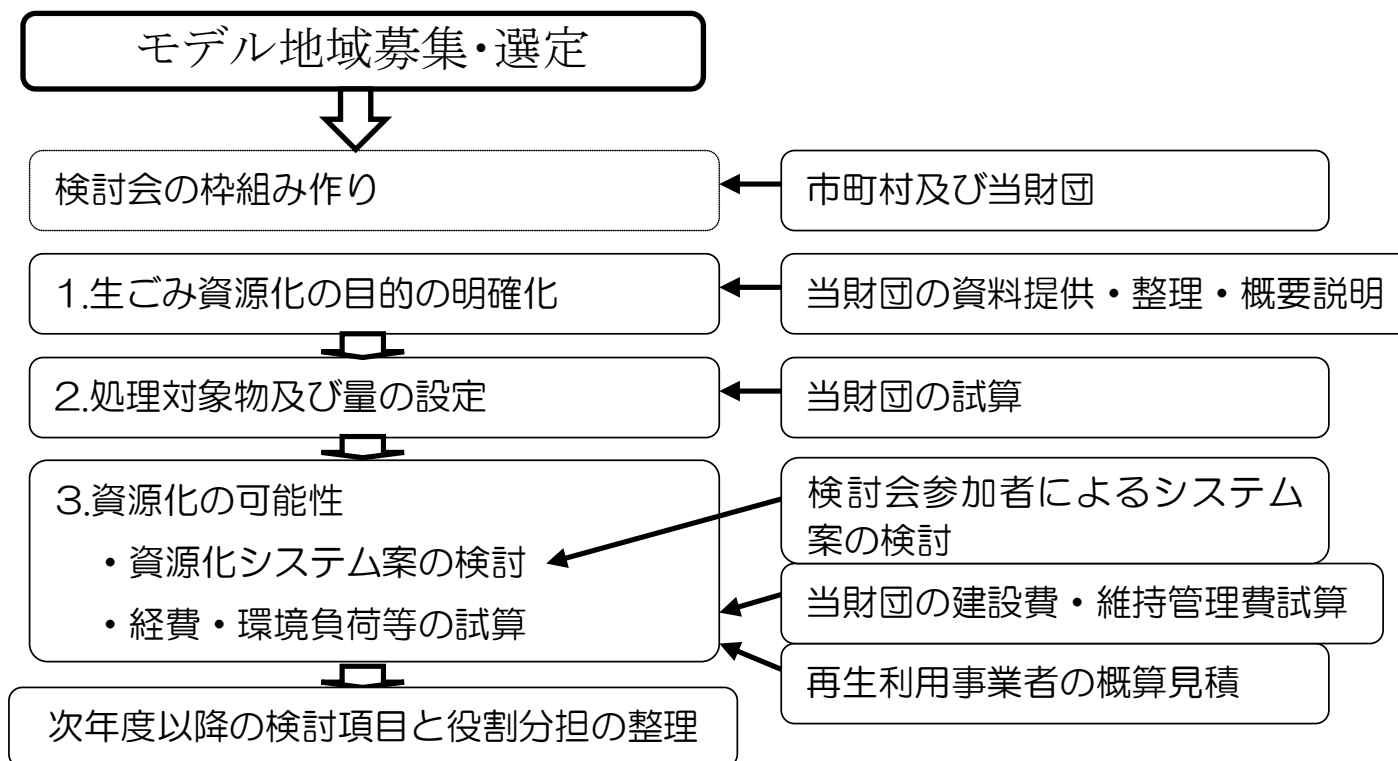 モデル地域募集・選定
検討会の枠組み作り
市町村及び当財団
1.生ごみ資源化の目的の明確化
当財団の資料提供・整理・概要説明
2.処理対象物及び量の設定
当財団の試算
3.資源化の可能性
・資源化システム案の検討
・経費・環境負荷等の試算
検討会参加者によるシステム
案の検討
当財団の建設費・維持管理費試算
再生利用事業者の概算見積
次年度以降の検討項目と役割分担の整理